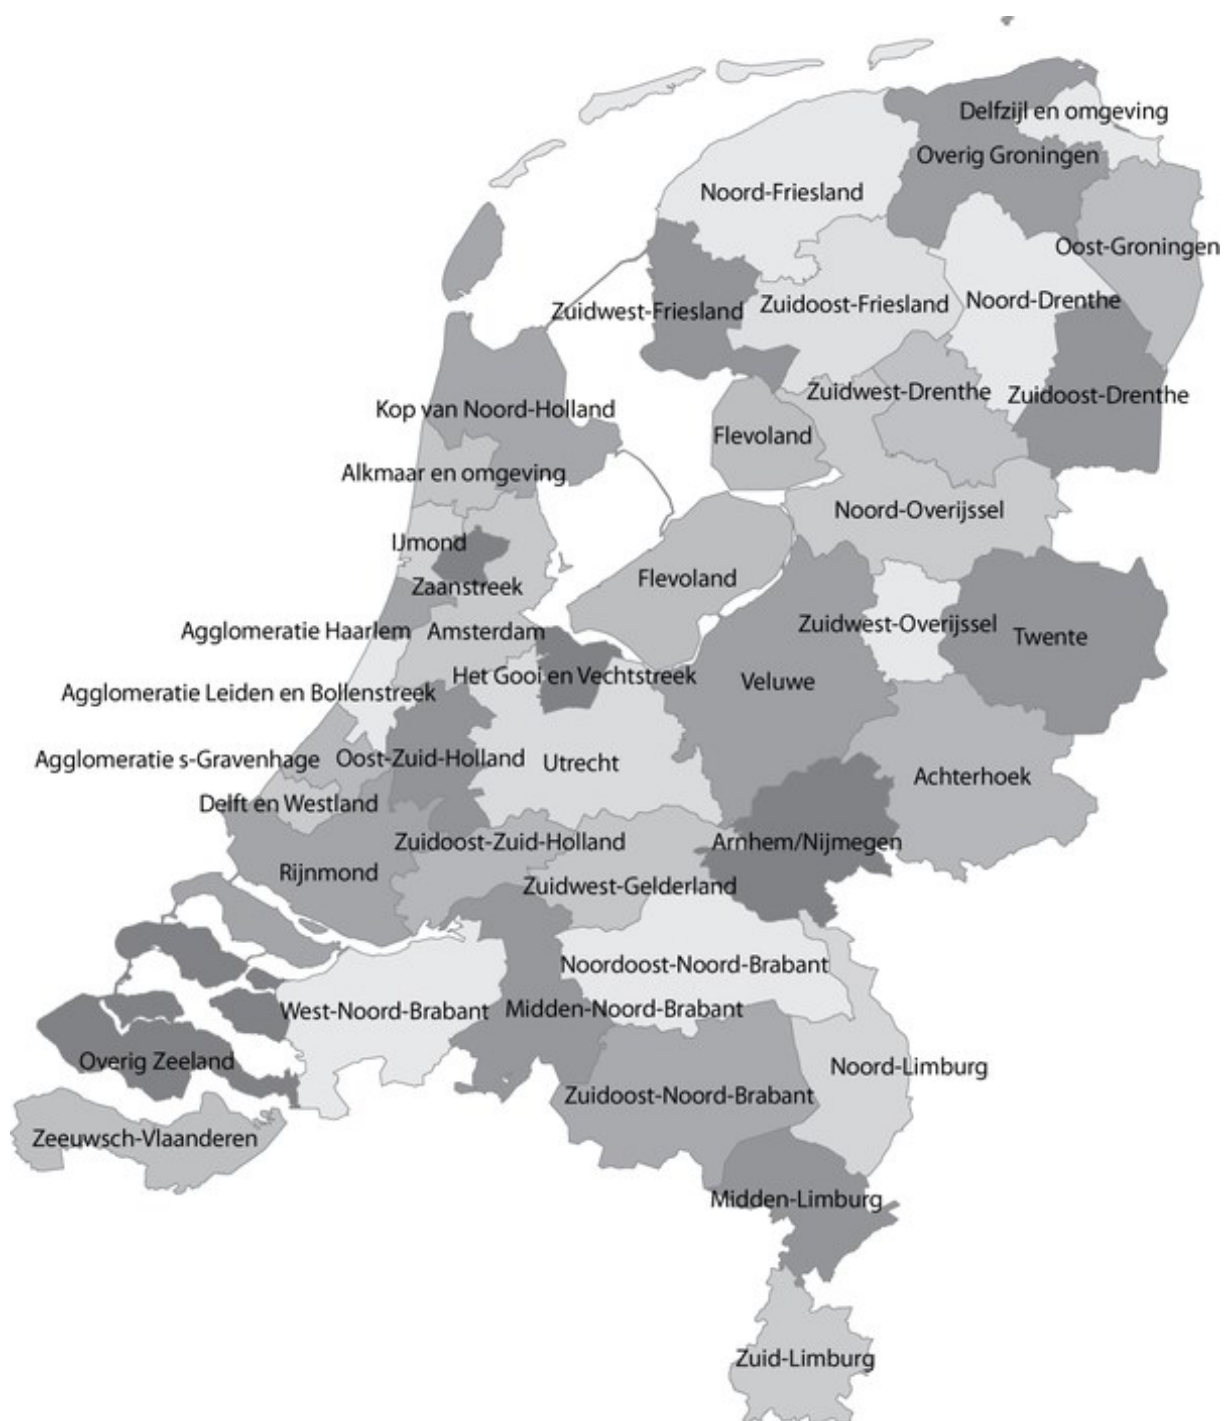 Delfzijl en omgeving
Overig Groningen
Noord-Friesland
Oost-Groningen
Noord-Drenthe
Zuidoost-Friesland
Zuidwest-Friesland
Zuidwest-Drenthe
Zuidoost-Drenthe
Kop van Noord-Holland
Flevoland
Alkmaar en omgeving
Noord-Overijssel
IJmond
Flevoland
Zaanstreek
Zuidwest-Overijssel
Agglomeratie Haarlem
Amsterdam
Twente
Het Gooi en Vechtstreek
Veluwe
Agglomeratie Leiden en Bollenstreek
Agglomeratie s-Gravenhage
Oost-Zuid-Holland
Utrecht
Achterhoek
Delft en Westland
Zuidoost-Zuid-Holland
Arnhem/Nijmegen
Rijnmond
Zuidwest-Gelderland
Noordoost-Noord-Brabant
West-Noord-Brabant
Midden-Noord-Brabant
Overig Zeeland
Noord-Limburg
Zuidoost-Noord-Brabant
Zeeuwsch-Vlaanderen
Midden-Limburg
Zuid-Limburg